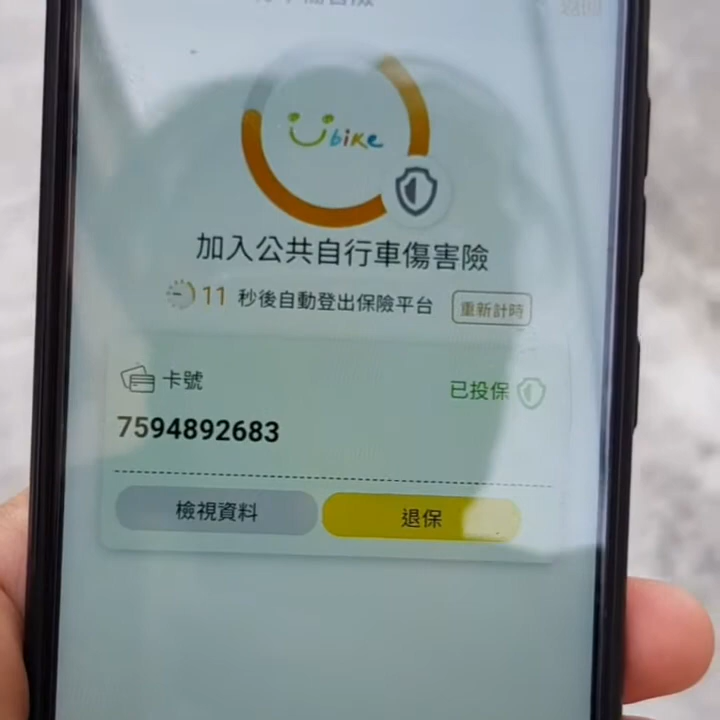 Ubike
加入公共自行車傷害險
11 秒後自動登出保險平台 重新計時
卡號 已投保
7594892683
檢視資料 退保